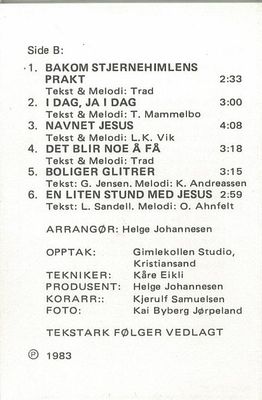 Side B:
1. BAKOM STJERNEHIMLENS
PRAKT 2:33
Tekst & Melodi: Trad
2. I DAG, JA I DAG 3:00
Tekst & Melodi: T. Mammelbo
3. NAVNET JESUS 4:08
Tekst & Melodi: L.K. Vik
4. DET BLIR NOE Å FÅ 3:18
Tekst & Melodi: Trad
5. BOLIGER GLITRER 3:15
Tekst: G. Jensen. Melodi: K. Andreassen
6. EN LITEN STUND MED JESUS 2:59
Tekst: L. Sandell. Melodi: O. Ahnfelt
ARRANGØR: Helge Johannesen
OPPTAK: Gimlekollen Studio,
Kristiansand
TEKNIKER: Kåre Eikli
PRODUSENT: Helge Johannesen
KORARR:: Kjerulf Samuelsen
FOTO: Kai Byberg Jørpeland
TEKSTARK FØLGER VEDLAGT
℗ 1983